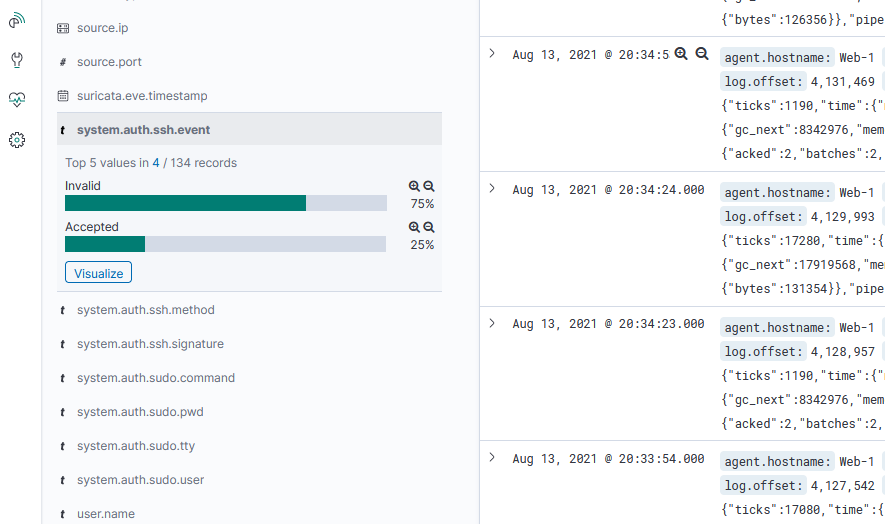 source.ip
# source.port
suricata.eve.timestamp
t system.auth.ssh.event
Top 5 values in 4 / 134 records
Invalid
75%
Accepted
25%
Visualize
t system.auth.ssh.method
t system.auth.ssh.signature
t system.auth.sudo.command
t system.auth.sudo.pwd
t system.auth.sudo.tty
t system.auth.sudo.user
t user.name
{"bytes":126356}},"pipe
Aug 13, 2021 @ 20:34:5
agent.hostname: Web-1
log.offset: 4,131,469
{"ticks":1190,"time":{"
{"gc_next":8342976,"mem
{"acked":2,"batches":2,
Aug 13, 2021 @ 20:34:24.000
agent.hostname: Web-1
log.offset: 4,129,993
{"ticks":17280,"time":{
{"gc_next":17919568,"me
{"bytes":131354}},"pipe
Aug 13, 2021 @ 20:34:23.000
agent.hostname: Web-1
log.offset: 4,128,957
{"ticks":1190,"time":{"
{"gc_next":8342976,"mem
{"acked":2,"batches":2,
Aug 13, 2021 @ 20:33:54.000
agent.hostname: Web-1
log.offset: 4,127,542
{"ticks":17080,"time":{